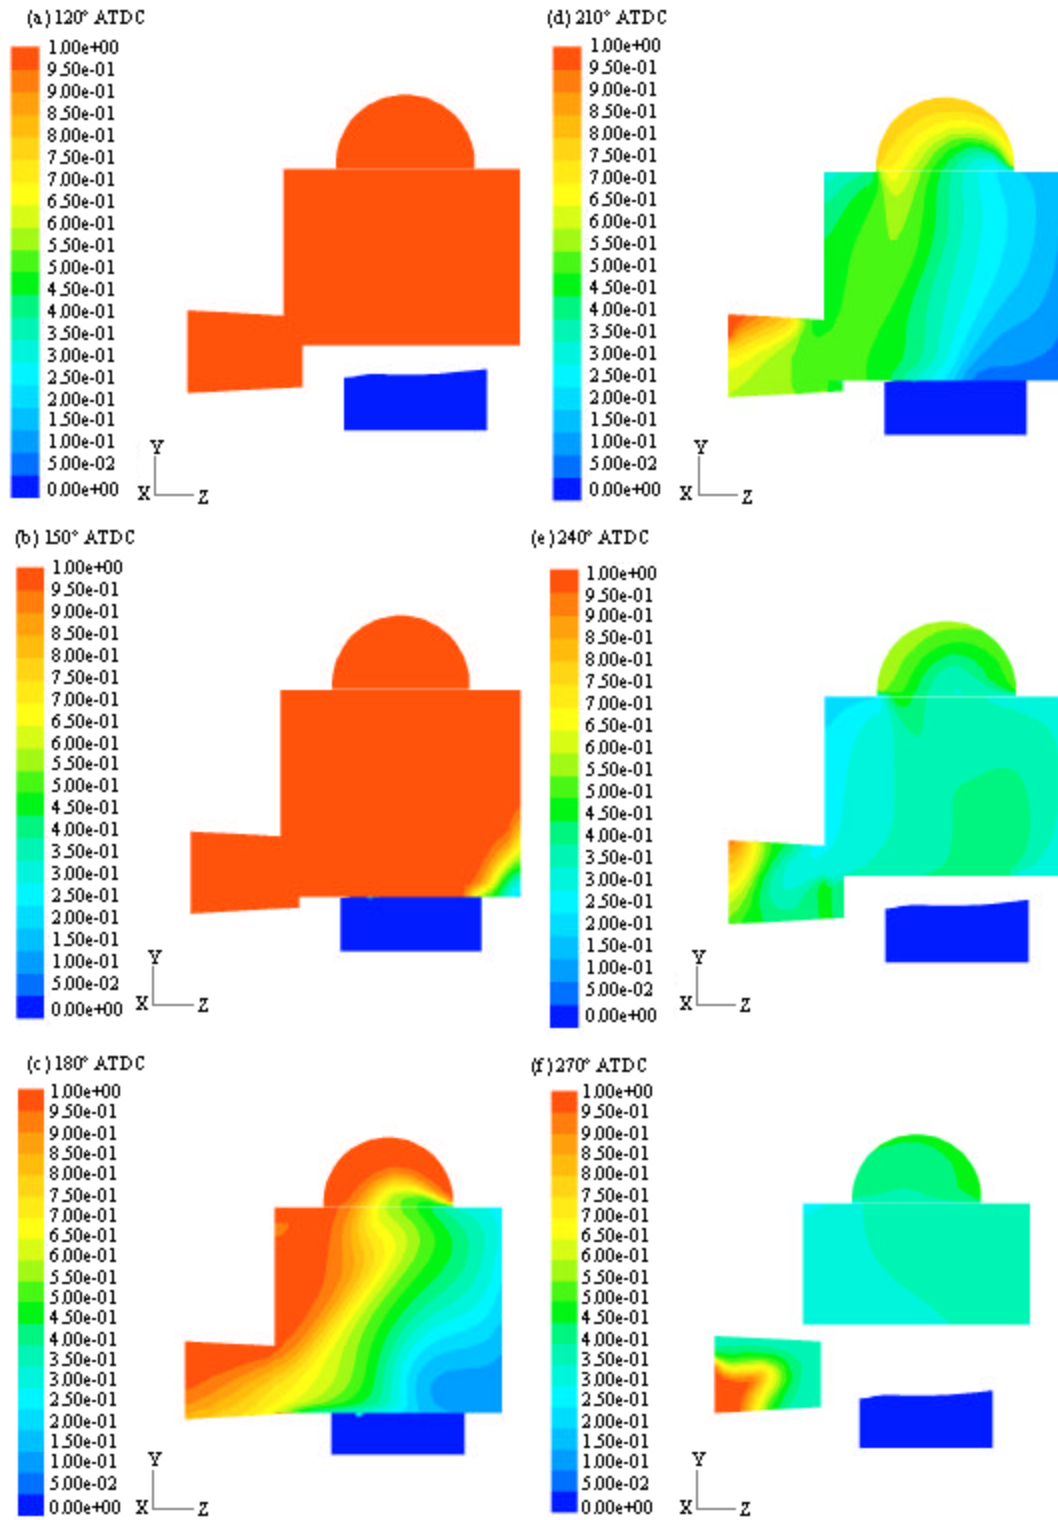 (a) 120° ATDC
1.00e+00
9.50e-01
9.00e-01
8.50e-01
8.00e-01
7.50e-01
7.00e-01
6.50e-01
6.00e-01
5.50e-01
5.00e-01
4.50e-01
4.00e-01
3.50e-01
3.00e-01
2.50e-01
2.00e-01
1.50e-01
1.00e-01
5.00e-02
0.00e+00
Y
X
Z
(b) 150° ATDC
1.00e+00
9.50e-01
9.00e-01
8.50e-01
8.00e-01
7.50e-01
7.00e-01
6.50e-01
6.00e-01
5.50e-01
5.00e-01
4.50e-01
4.00e-01
3.50e-01
3.00e-01
2.50e-01
2.00e-01
1.50e-01
1.00e-01
5.00e-02
0.00e+00
Y
X
Z
(c) 180° ATDC
1.00e+00
9.50e-01
9.00e-01
8.50e-01
8.00e-01
7.50e-01
7.00e-01
6.50e-01
6.00e-01
5.50e-01
5.00e-01
4.50e-01
4.00e-01
3.50e-01
3.00e-01
2.50e-01
2.00e-01
1.50e-01
1.00e-01
5.00e-02
0.00e+00
Y
X
Z
(d) 210° ATDC
1.00e+00
9.50e-01
9.00e-01
8.50e-01
8.00e-01
7.50e-01
7.00e-01
6.50e-01
6.00e-01
5.50e-01
5.00e-01
4.50e-01
4.00e-01
3.50e-01
3.00e-01
2.50e-01
2.00e-01
1.50e-01
1.00e-01
5.00e-02
0.00e+00
Y
X
Z
(e) 240° ATDC
1.00e+00
9.50e-01
9.00e-01
8.50e-01
8.00e-01
7.50e-01
7.00e-01
6.50e-01
6.00e-01
5.50e-01
5.00e-01
4.50e-01
4.00e-01
3.50e-01
3.00e-01
2.50e-01
2.00e-01
1.50e-01
1.00e-01
5.00e-02
0.00e+00
Y
X
Z
(f) 270° ATDC
1.00e+00
9.50e-01
9.00e-01
8.50e-01
8.00e-01
7.50e-01
7.00e-01
6.50e-01
6.00e-01
5.50e-01
5.00e-01
4.50e-01
4.00e-01
3.50e-01
3.00e-01
2.50e-01
2.00e-01
1.50e-01
1.00e-01
5.00e-02
0.00e+00
Y
X
Z